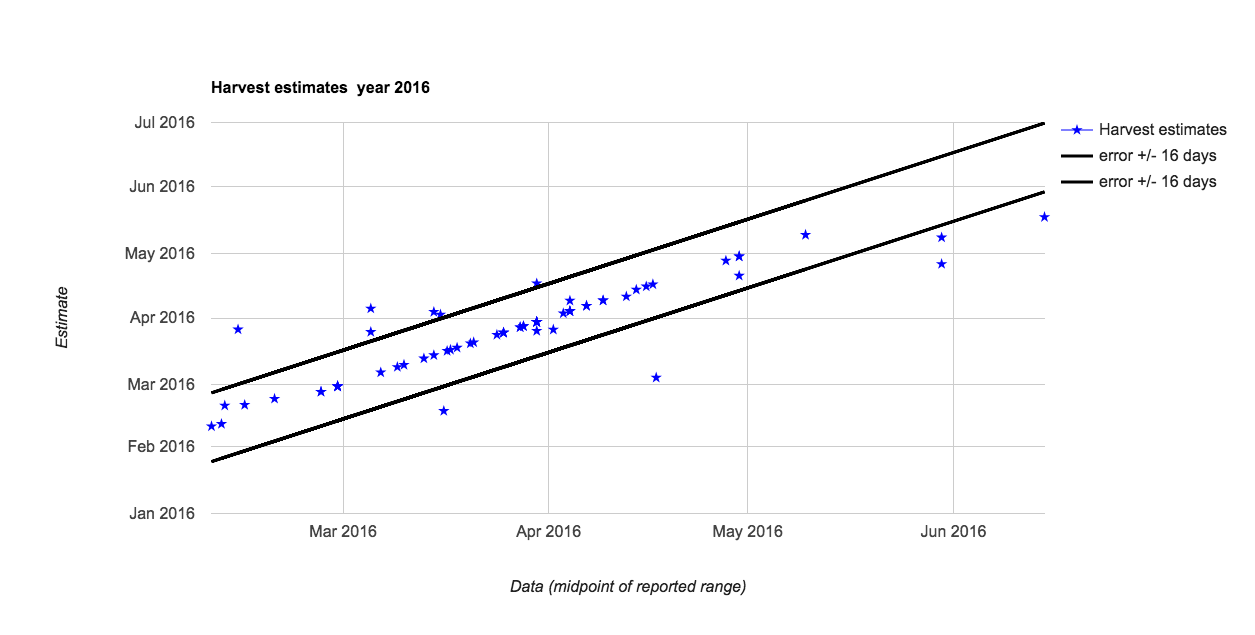 Harvest estimates  year 2016
Jul 2016
Jun 2016
May 2016
Apr 2016
Mar 2016
Feb 2016
Jan 2016
Estimate
Mar 2016
Apr 2016
May 2016
Jun 2016
Data (midpoint of reported range)
Harvest estimates
error +/- 16 days
error +/- 16 days